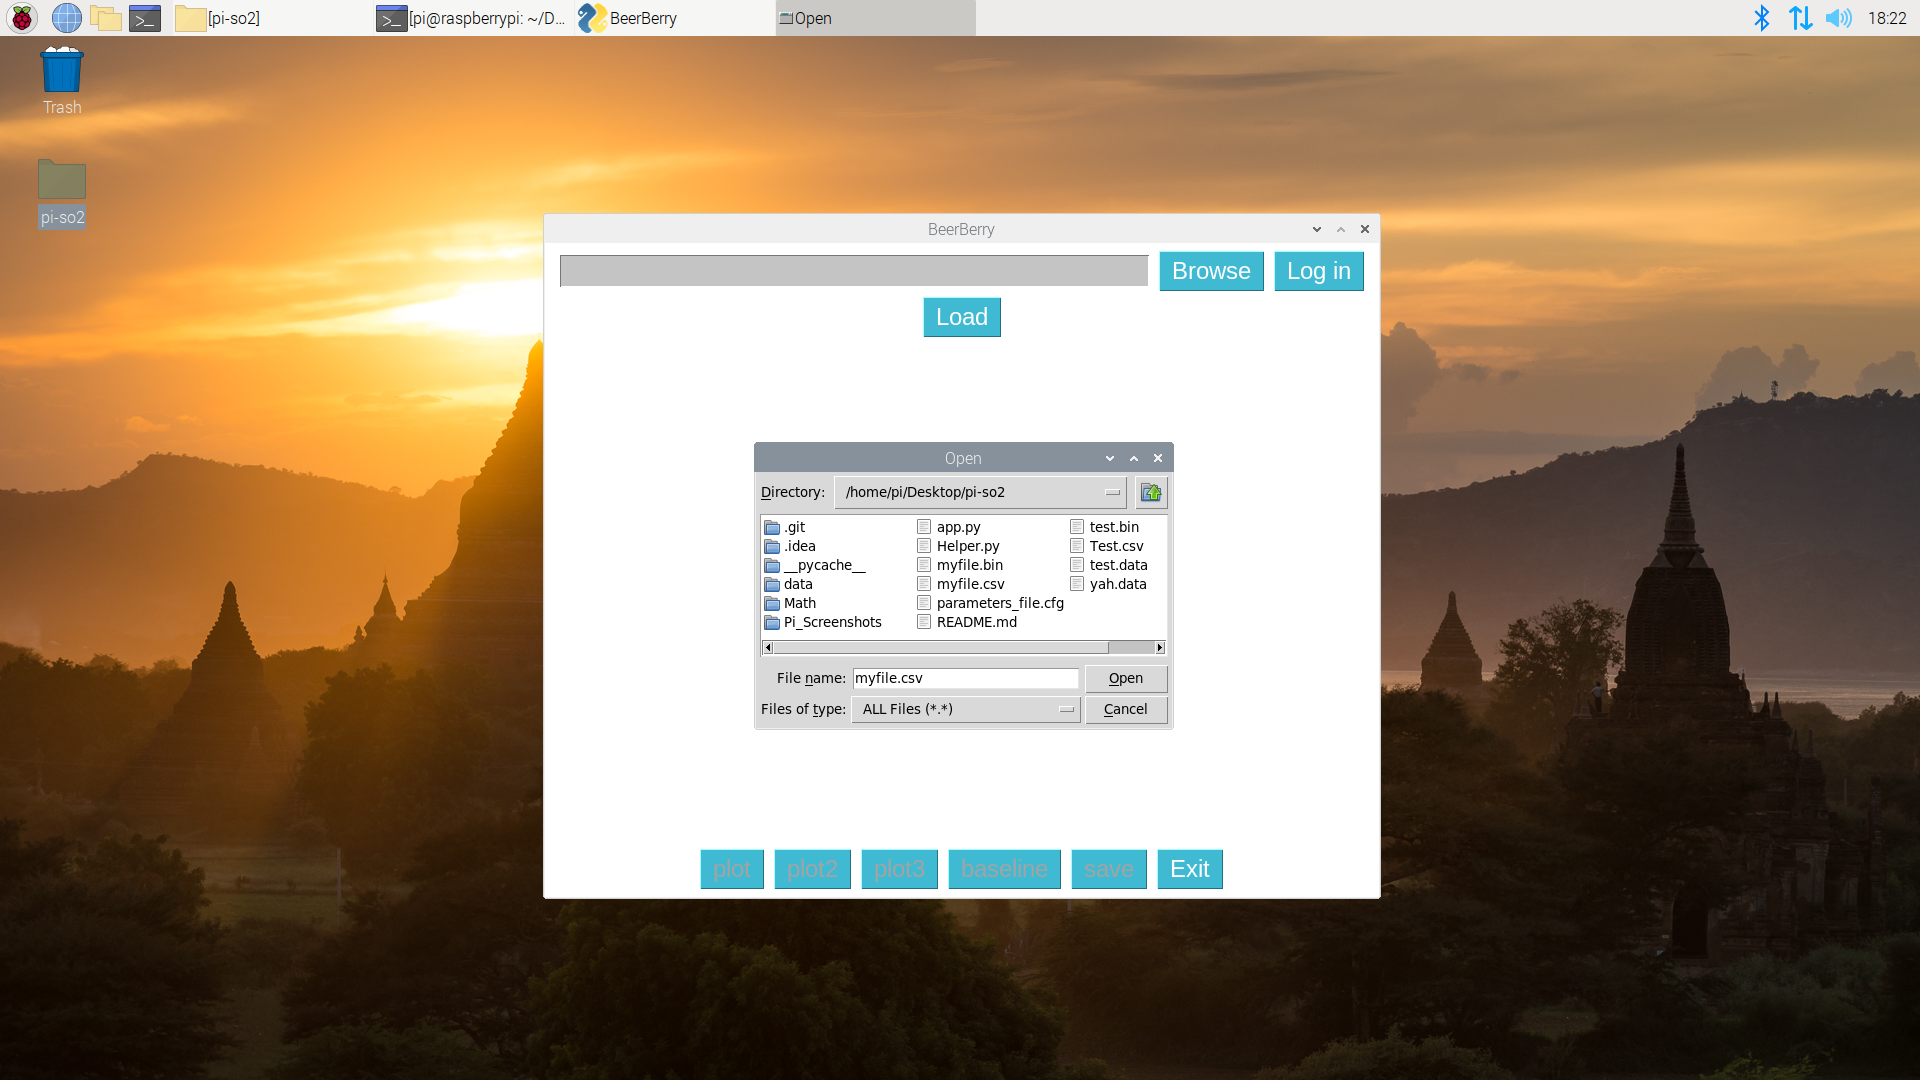 [pi-so2]
[pi@raspberrypi: ~/D...
BeerBerry
Open
18:22
Trash
pi-so2
BeerBerry
Browse
Log in
Load
Open
Directory: /home/pi/Desktop/pi-so2
.git
.idea
__pycache__
data
Math
Pi_Screenshots
app.py
Helper.py
myfile.bin
myfile.csv
parameters_file.cfg
README.md
test.bin
Test.csv
test.data
yah.data
File name: myfile.csv
Open
Files of type: ALL Files (*.*)
Cancel
plot
plot2
plot3
baseline
save
Exit